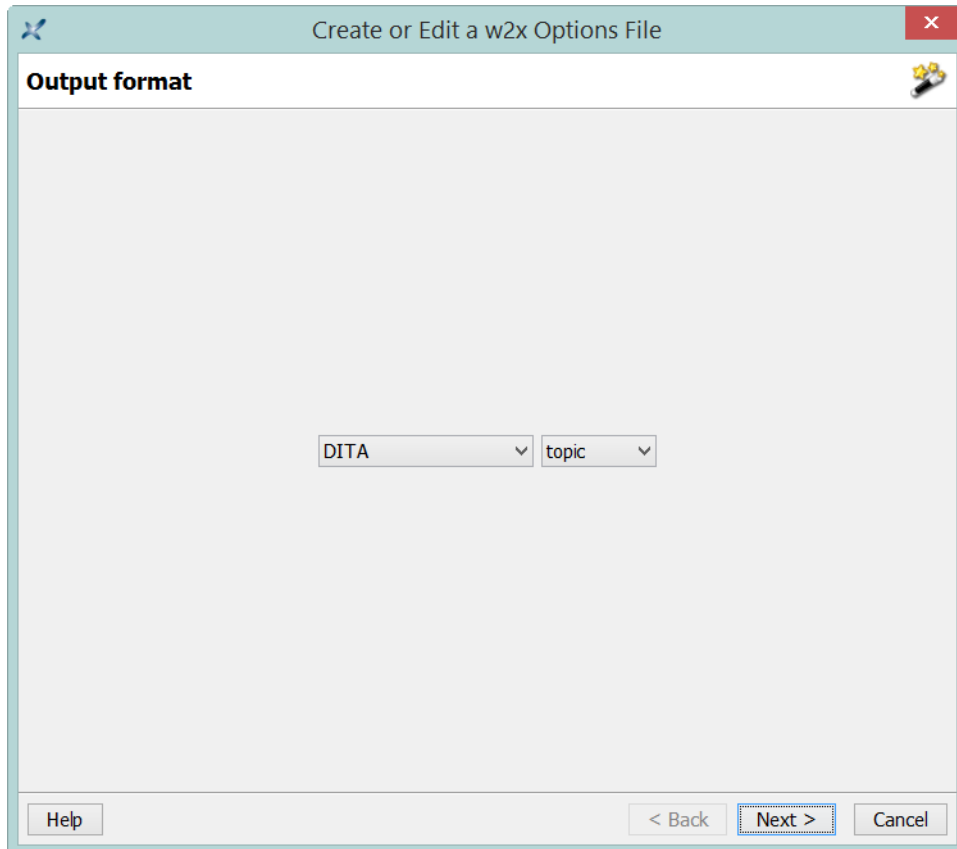 Create or Edit a w2x Options File
Output format
DITA topic
Help < Back Next > Cancel